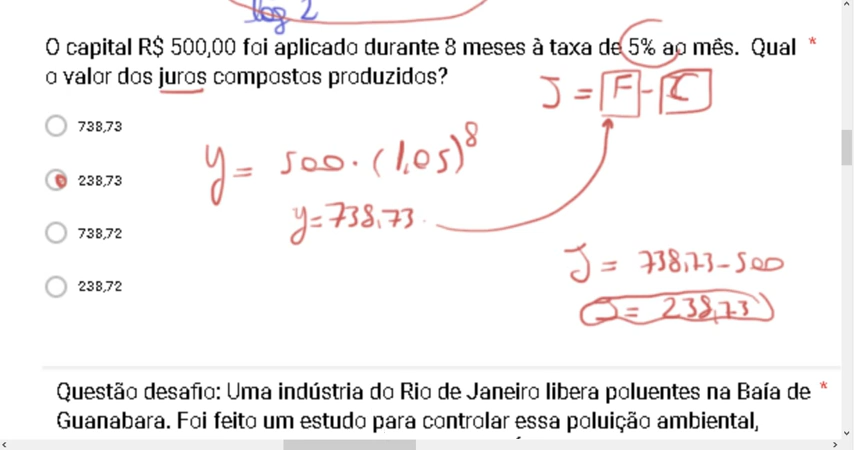 log 2
O capital R$ 500,00 foi aplicado durante 8 meses à taxa de 5% ao mês. Qual *
o valor dos juros compostos produzidos?
J = F - C
738,73
y = 500 . (1,05)^8
238,73
y = 738,73
738,72
J = 738,73 - 500
238,72
J = 238,73
Questão desafio: Uma indústria do Rio de Janeiro libera poluentes na Baía de *
Guanabara. Foi feito um estudo para controlar essa poluição ambiental,